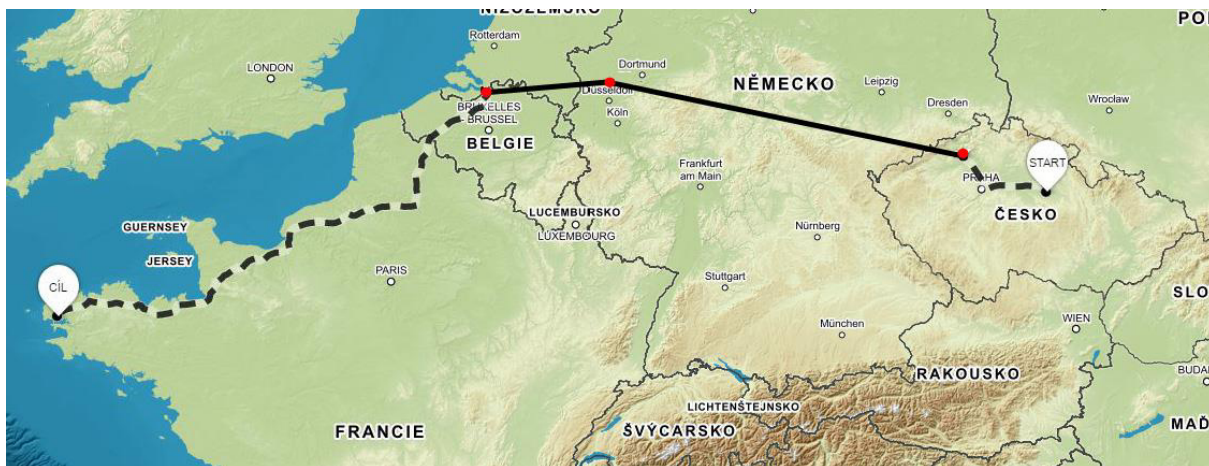 NIZOZEMSKO
PO
Rotterdam
LONDON
Dortmund
Düsseldorf
NĚMECKO
Leipzig
BRUXELLES
BRUSSEL
Köln
Dresden
Wrocław
BELGIE
Frankfurt
am Main
START
PRAHA
ČESKO
GUERNSEY
LUCEMBURSKO
LUXEMBOURG
Nürnberg
JERSEY
PARIS
CÍL
Stuttgart
SLO
München
WIEN
RAKOUSKO
BUDA
LICHTENŠTEJNSKO
FRANCIE
ŠVÝCARSKO
MAĎ